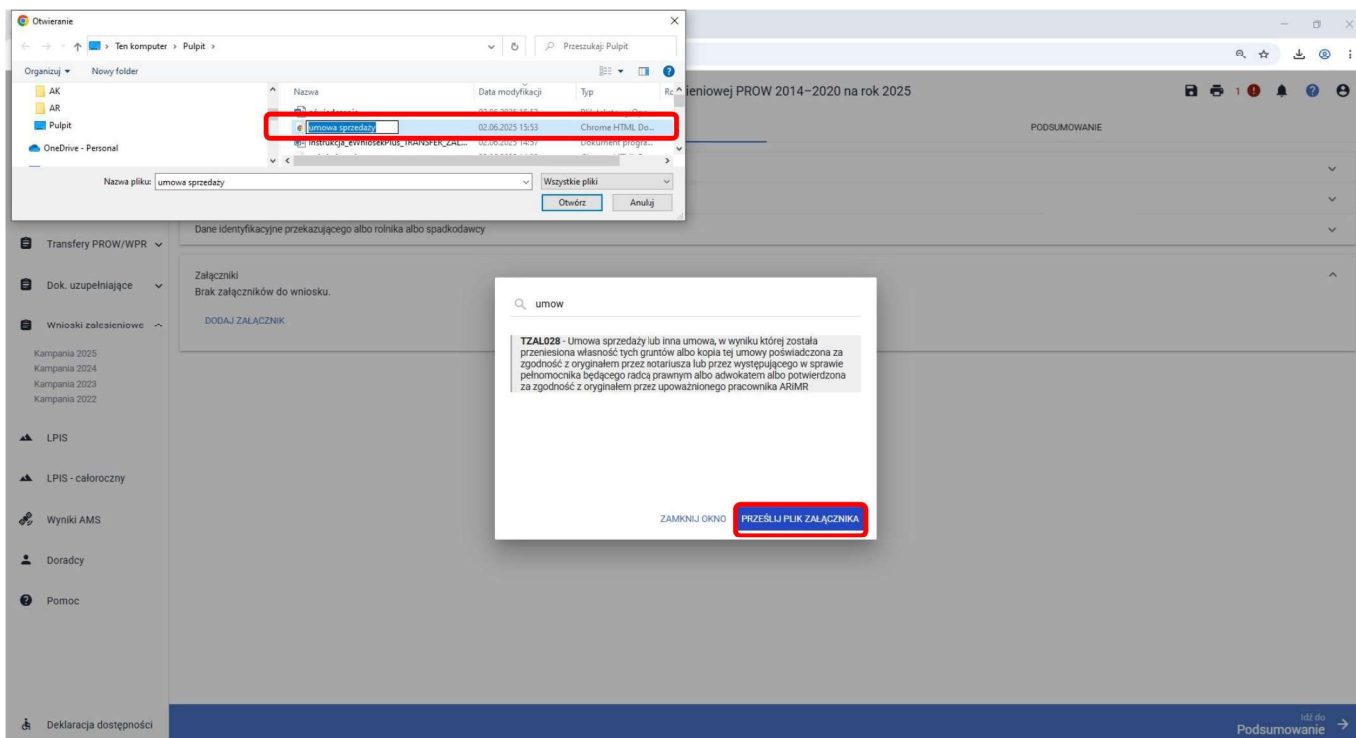 Otwieranie
Ten komputer › Pulpit ›
Przeszukaj: Pulpit
Organizuj
Nowy folder
AK
AR
Pulpit
OneDrive - Personal
Nazwa
Data modyfikacji
Typ
umowa sprzedaży
02.06.2025 15:53
Chrome HTML Do...
Instrukcja_eWniosekPlus_TRANSFER_ZAL...
02.06.2025 14:57
Dokument progra...
Nazwa pliku:
umowa sprzedaży
Wszystkie pliki
Otwórz
Anuluj
ieniowej PROW 2014–2020 na rok 2025
1
PODSUMOWANIE
Dane identyfikacyjne przekazującego albo rolnika albo spadkodawcy
Transfery PROW/WPR
Dok. uzupełniające
Wnioski zalesieniowe
Kampania 2025
Kampania 2024
Kampania 2023
Kampania 2022
LPIS
LPIS - całoroczny
Wyniki AMS
Doradcy
Pomoc
Deklaracja dostępności
Załączniki
Brak załączników do wniosku.
DODAJ ZAŁĄCZNIK
umow
TZAL028 - Umowa sprzedaży lub inna umowa, w wyniku której została
przeniesiona własność tych gruntów albo kopia tej umowy poświadczona za
zgodność z oryginałem przez notariusza lub przez występującego w sprawie
pełnomocnika będącego radcą prawnym albo adwokatem albo potwierdzona
za zgodność z oryginałem przez upoważnionego pracownika ARiMR
ZAMKNIJ OKNO
PRZEŚLIJ PLIK ZAŁĄCZNIKA
Idź do
Podsumowanie